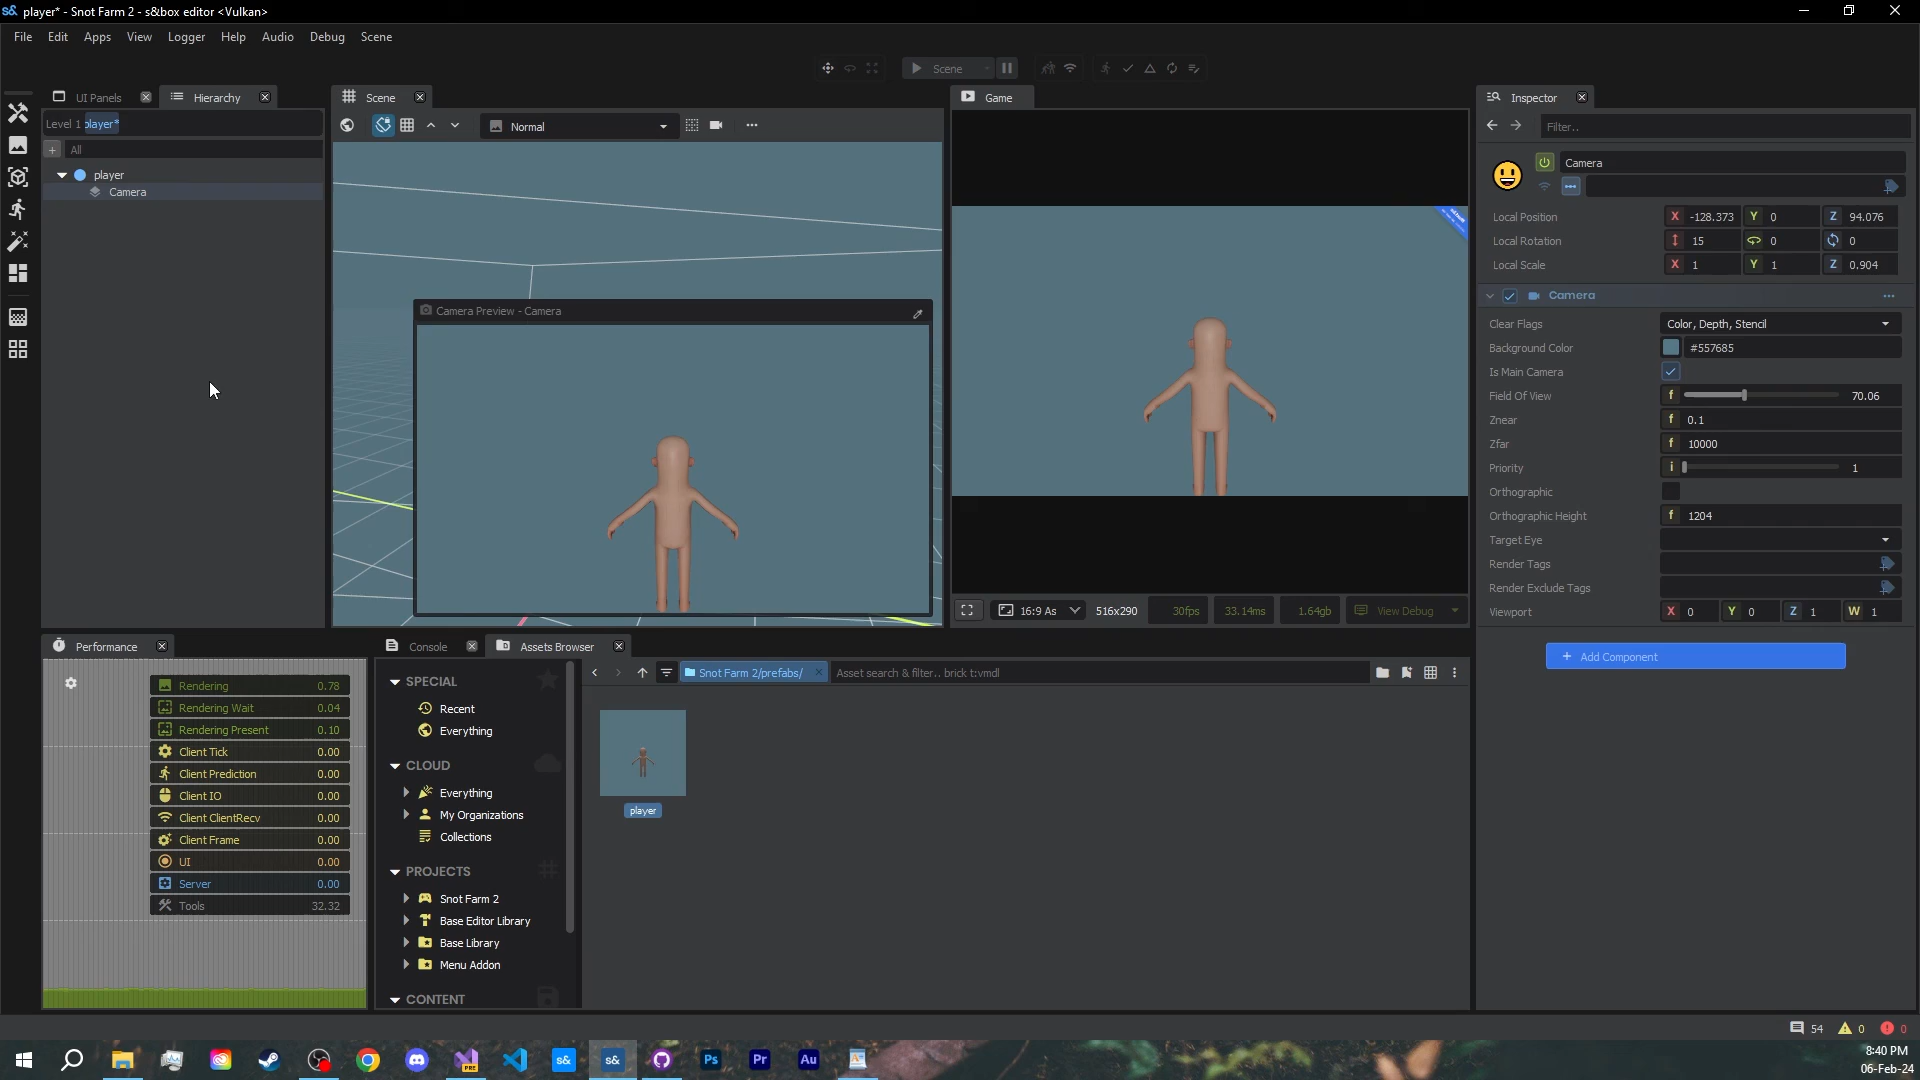 s& player* - Snot Farm 2 - s&box editor <Vulkan>
File Edit Apps View Logger Help Audio Debug Scene
Scene
UI Panels Hierarchy
Level 1 player*
+ All
player
Camera
Scene
Normal
Camera Preview - Camera
Game
16:9 As 516x290 30fps 33.14ms 1.64gb View Debug
Inspector
Filter..
Camera
Local Position X -128.373 Y 0 Z 94.076
Local Rotation 15 0 0
Local Scale X 1 Y 1 Z 0.904
Camera
Clear Flags Color, Depth, Stencil
Background Color #557685
Is Main Camera
Field Of View f 70.06
Znear f 0.1
Zfar f 10000
Priority i 1
Orthographic
Orthographic Height f 1204
Target Eye
Render Tags
Render Exclude Tags
Viewport X 0 Y 0 Z 1 W 1
+ Add Component
Performance
Rendering 0.78
Rendering Wait 0.04
Rendering Present 0.10
Client Tick 0.00
Client Prediction 0.00
Client IO 0.00
Client ClientRecv 0.00
Client Frame 0.00
UI 0.00
Server 0.00
Tools 32.32
Console Assets Browser
SPECIAL
Recent
Everything
CLOUD
Everything
My Organizations
Collections
PROJECTS
Snot Farm 2
Base Editor Library
Base Library
Menu Addon
CONTENT
Snot Farm 2/prefabs/ Asset search & filter.. brick t:vmdl
player
54 0 0
s& s& Ps Pr Au
PRE
8:40 PM
06-Feb-24